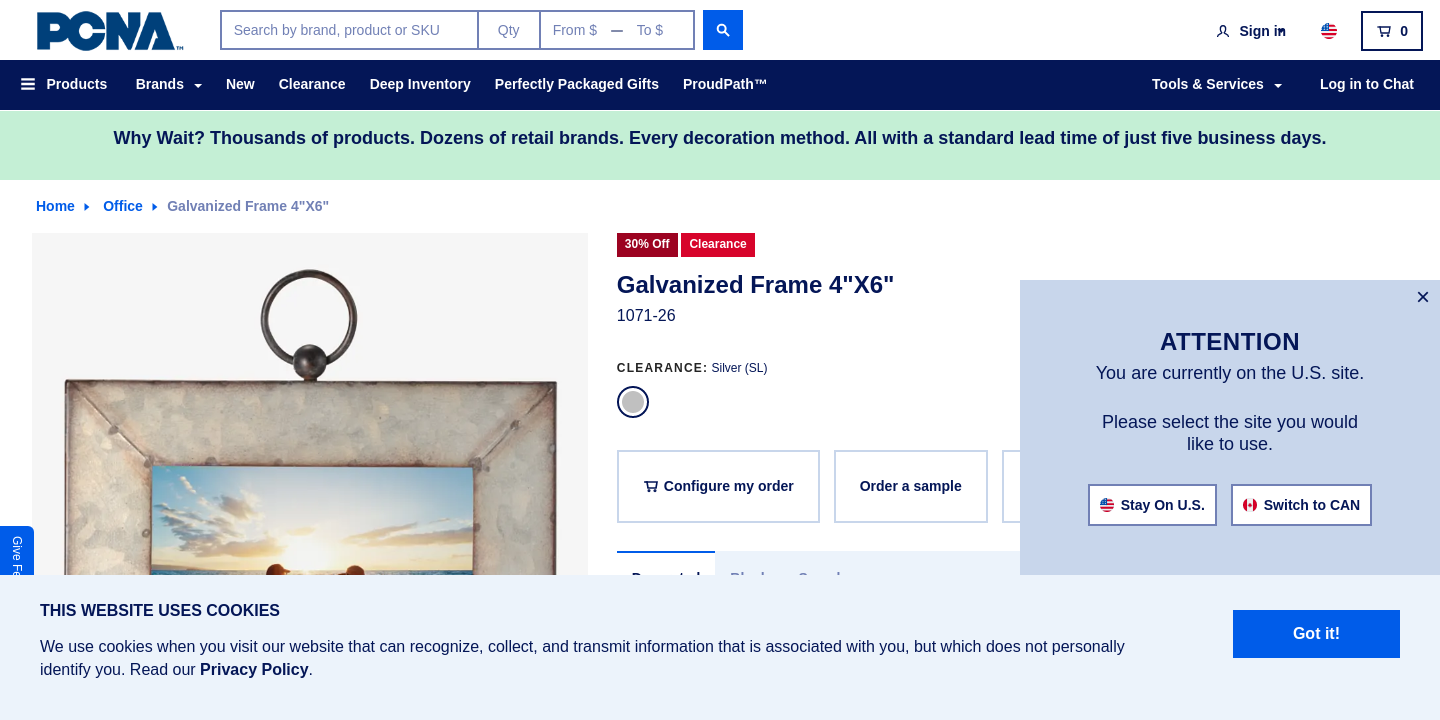 PCNA™
Search by brand, product or SKU
Qty
From $ — To $
Sign in
0
Products
Brands
New
Clearance
Deep Inventory
Perfectly Packaged Gifts
ProudPath™
Tools & Services
Log in to Chat
Why Wait? Thousands of products. Dozens of retail brands. Every decoration method. All with a standard lead time of just five business days.
Home
Office
Galvanized Frame 4"X6"
30% Off
Clearance
Galvanized Frame 4"X6"
1071-26
CLEARANCE: Silver (SL)
Configure my order
Order a sample
×
ATTENTION
You are currently on the U.S. site.
Please select the site you would
like to use.
Stay On U.S.
Switch to CAN
Give
THIS WEBSITE USES COOKIES
We use cookies when you visit our website that can recognize, collect, and transmit information that is associated with you, but which does not personally
identify you. Read our Privacy Policy.
Got it!